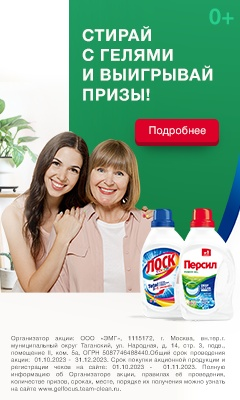 0+
СТИРАЙ
С ГЕЛЯМИ
И ВЫИГРЫВАЙ
ПРИЗЫ!
Подробнее
ЛОСК
Персил
Организатор акции: ООО «ЭМГ», 1115172, г. Москва, вн.тер.г.
муниципальный округ Таганский, ул. Народная, д. 14, стр. 3, подв.,
помещение II, ком. 5а, ОГРН 5087746488440.Общий срок проведения
акции: 01.10.2023 - 31.12.2023. Срок покупки акционной продукции и
регистрации чеков на сайте: 01.10.2023 - 01.11.2023. Полную
информацию об Организаторе акции, правилах её проведения,
количестве призов, сроках, месте, порядке их получения можно узнать
на сайте www.gelfocus.team-clean.ru.